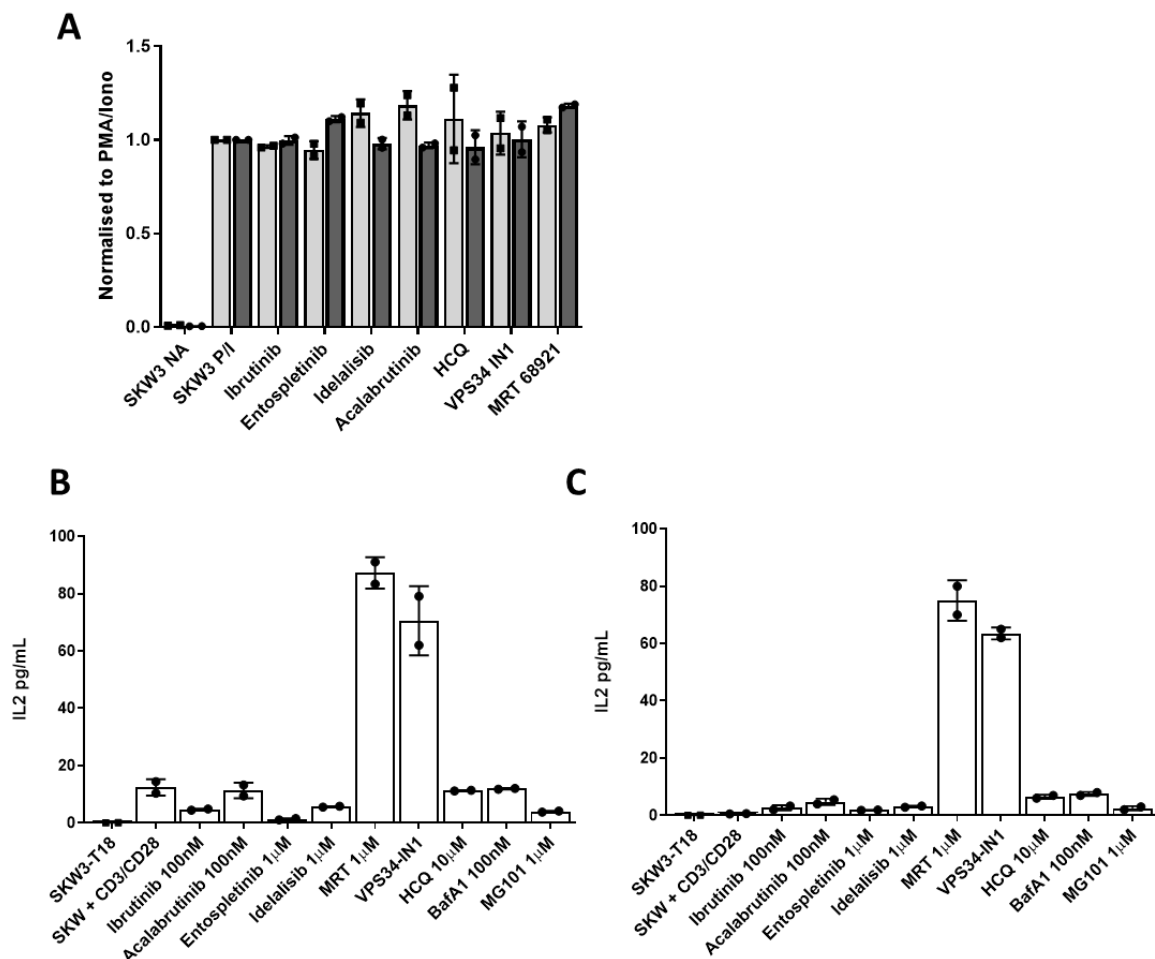 A
Normalised to PMA/Iono
1.5
1.0
0.5
0.0
SKW3 NA
SKW3 P/I
Ibrutinib
Entospletinib
Idelalisib
Acalabrutinib
HCQ
VPS34 IN1
MRT 68921
B
IL2 pg/mL
100
80
60
40
20
0
SKW3-T18
SKW + CD3/CD28
Ibrutinib 100nM
Acalabrutinib 100nM
Entospletinib 1μM
Idelalisib 1μM
MRT 1μM
VPS34-IN1
HCQ 10μM
BafA1 100nM
MG101 1μM
C
IL2 pg/mL
100
80
60
40
20
0
SKW3-T18
SKW + CD3/CD28
Ibrutinib 100nM
Acalabrutinib 100nM
Entospletinib 1μM
Idelalisib 1μM
MRT 1μM
VPS34-IN1
HCQ 10μM
BafA1 100nM
MG101 1μM